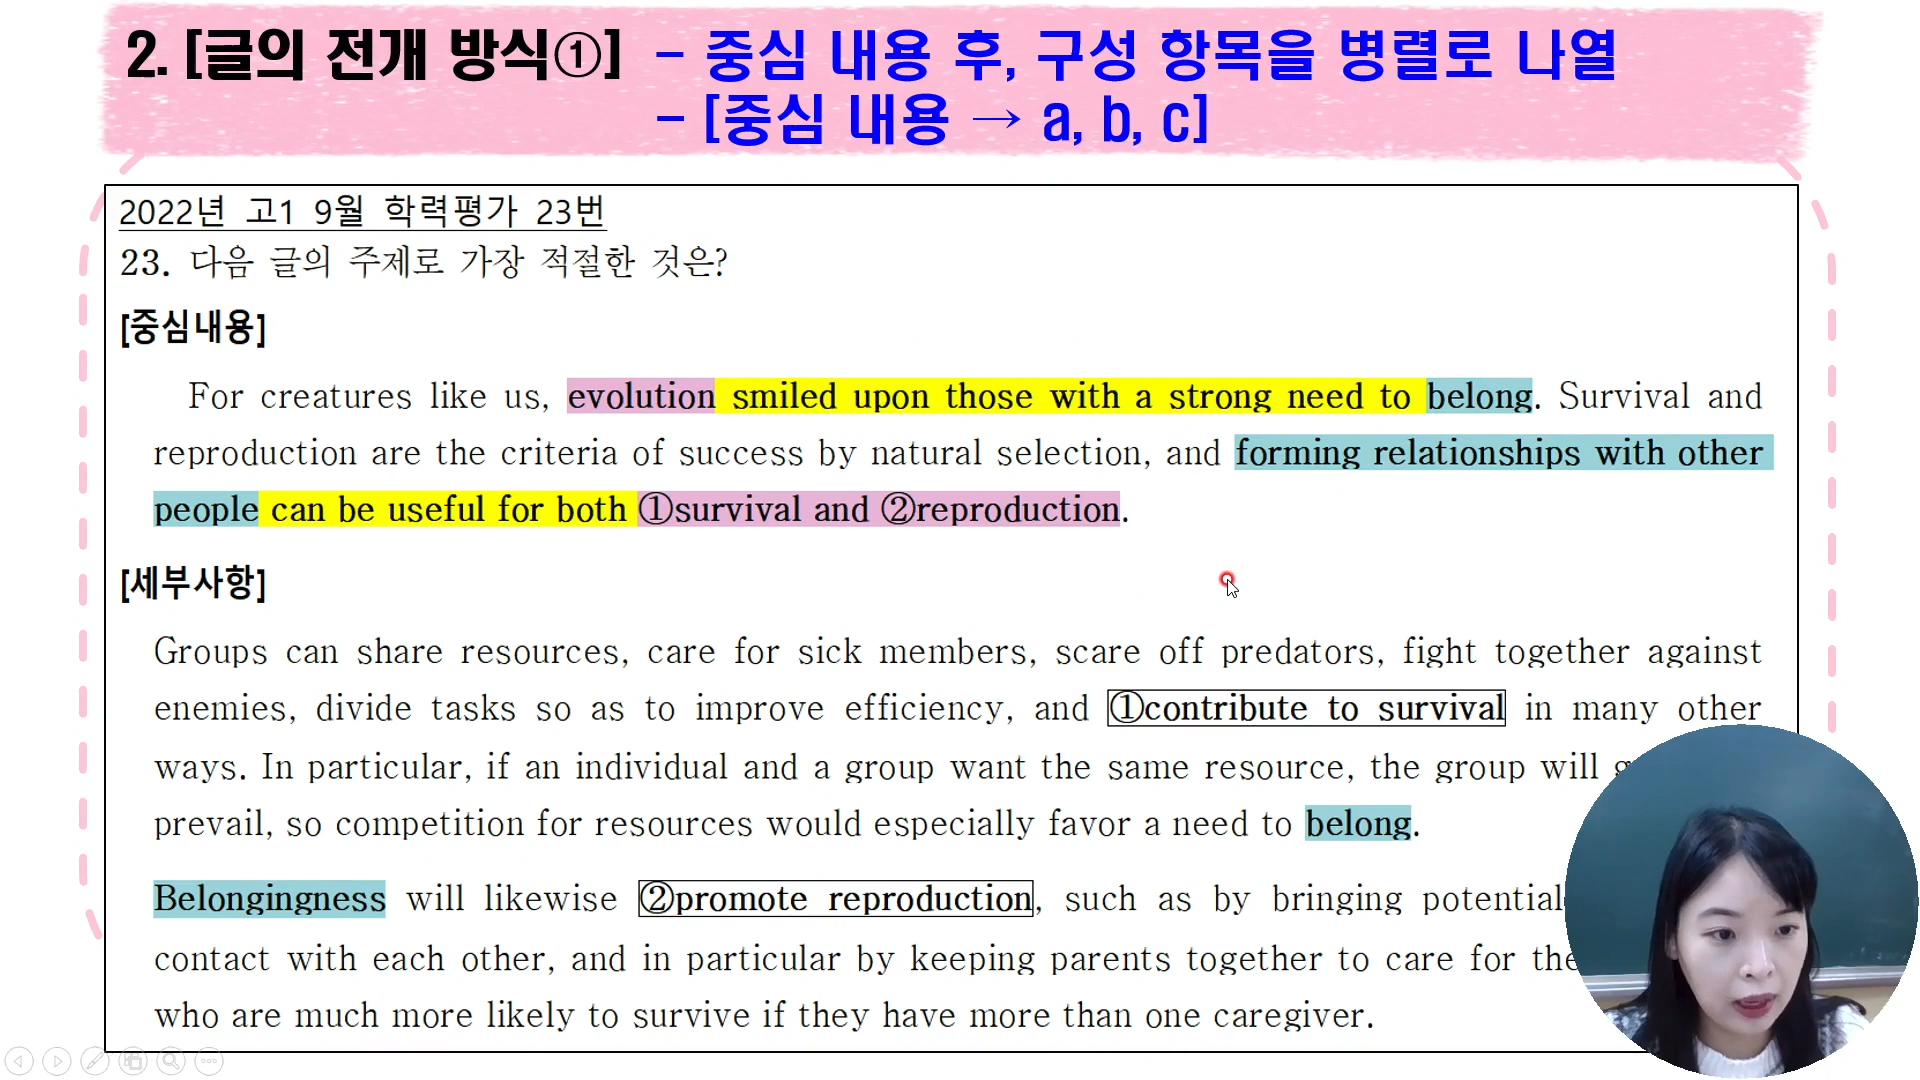 2. [글의 전개 방식①] - 중심 내용 후, 구성 항목을 병렬로 나열
- [중심 내용 → a, b, c]
2022년 고1 9월 학력평가 23번
23. 다음 글의 주제로 가장 적절한 것은?
[중심내용]
For creatures like us, evolution smiled upon those with a strong need to belong. Survival and
reproduction are the criteria of success by natural selection, and forming relationships with other
people can be useful for both ①survival and ②reproduction.
[세부사항]
Groups can share resources, care for sick members, scare off predators, fight together against
enemies, divide tasks so as to improve efficiency, and ①contribute to survival in many other
ways. In particular, if an individual and a group want the same resource, the group will
prevail, so competition for resources would especially favor a need to belong.
Belongingness will likewise ②promote reproduction, such as by bringing potential
contact with each other, and in particular by keeping parents together to care for
who are much more likely to survive if they have more than one caregiver.